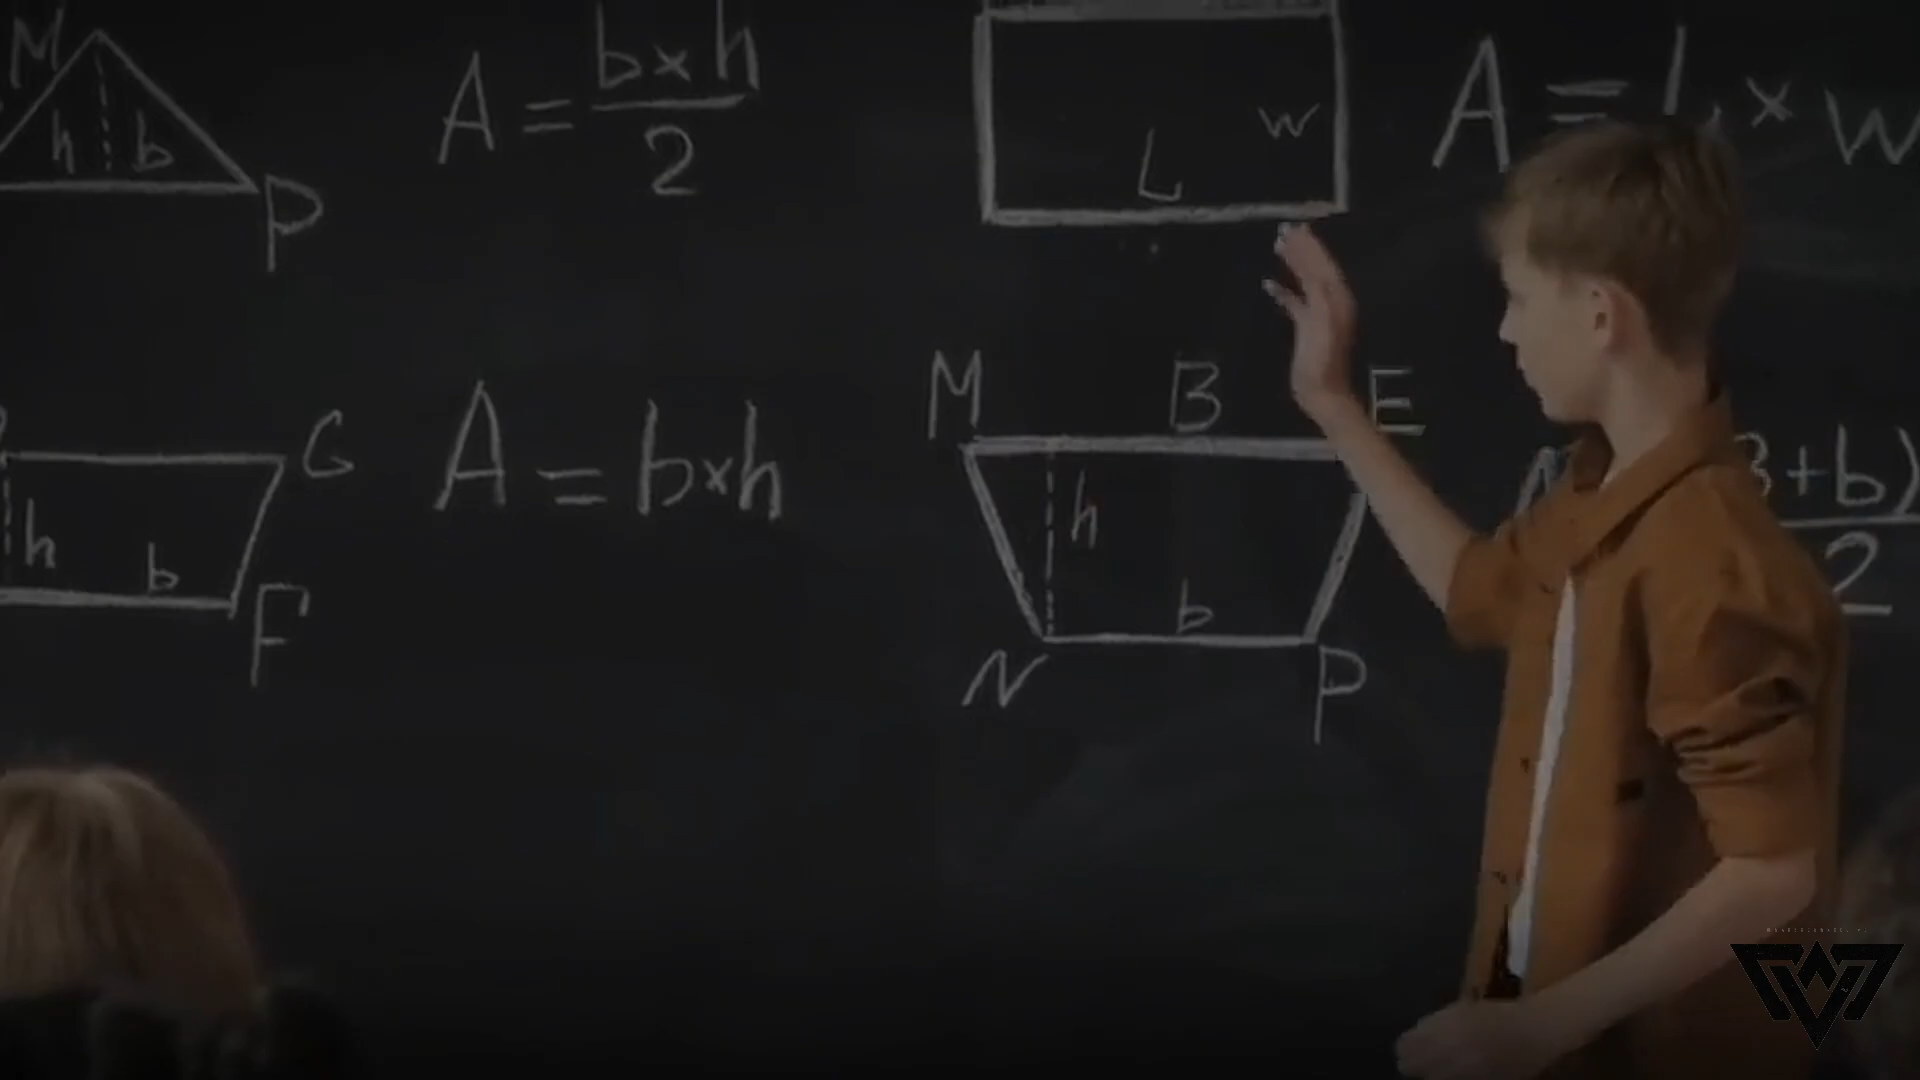 M
h b
P
A = b×h
2
L
w
A = L × w
G
h
b
F
A = b×h
M B E
h
b
N P
+b)
2